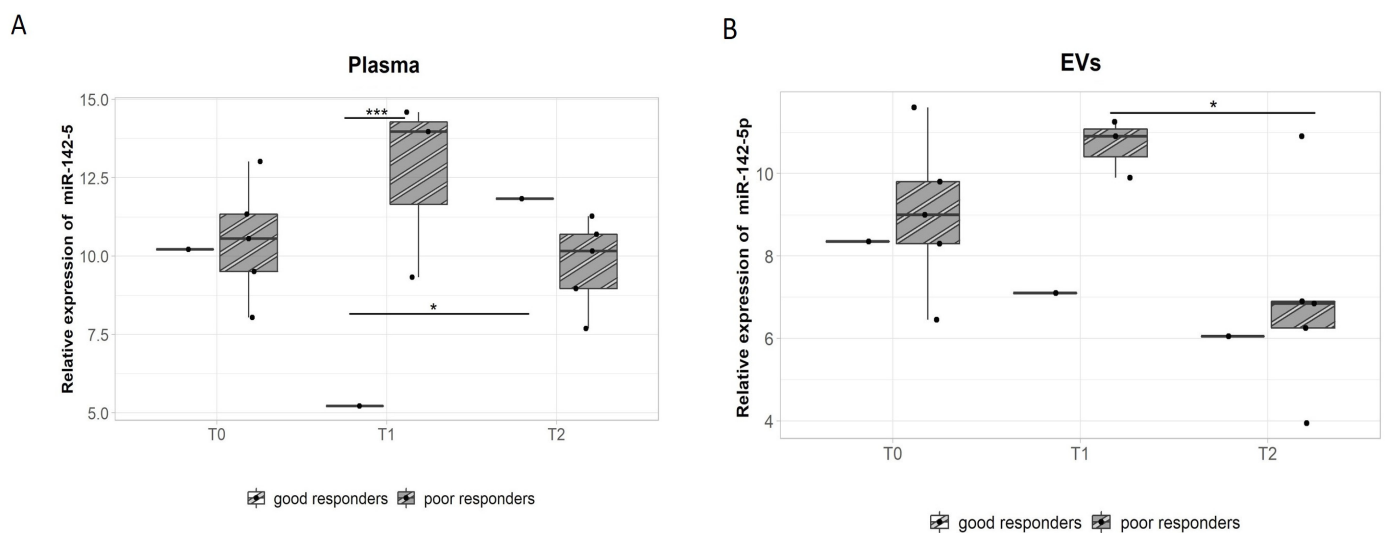 A
Plasma
Relative expression of miR-142-5
15.0
12.5
10.0
7.5
5.0
***
*
T0 T1 T2
good responders poor responders
B
EVs
Relative expression of miR-142-5p
10
8
6
4
*
T0 T1 T2
good responders poor responders